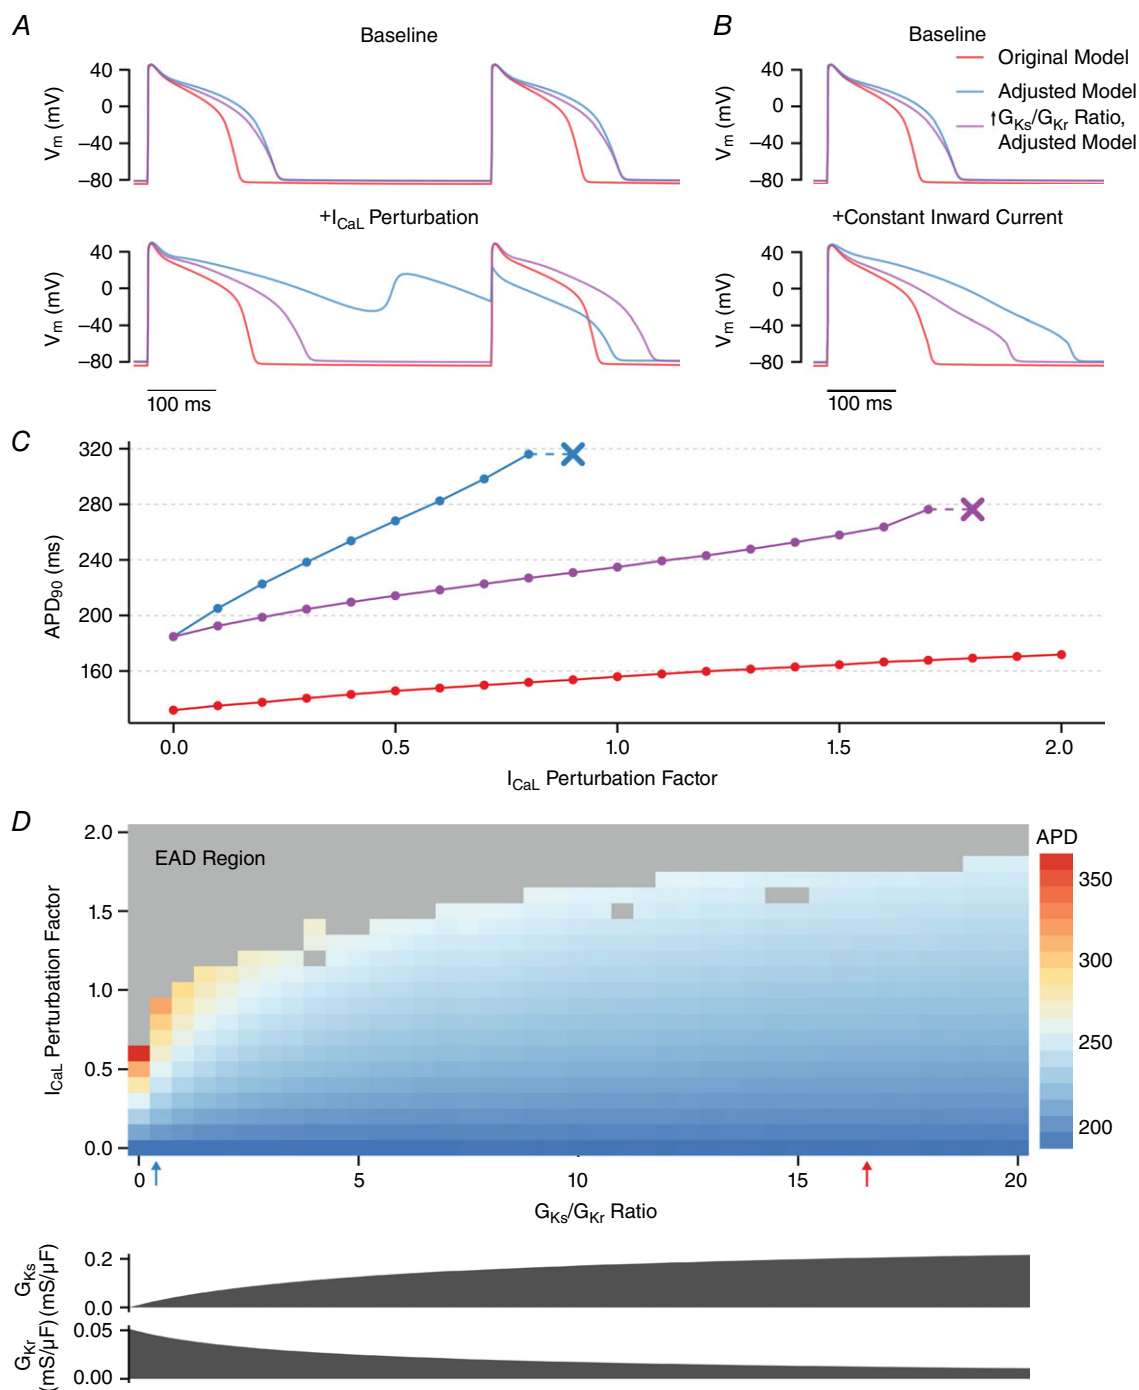 A
Baseline
40
0
−40
−80
Vm (mV)
+ICaL Perturbation
40
0
−40
−80
Vm (mV)
100 ms
B
Baseline
Original Model
Adjusted Model
↑GKs/GKr Ratio,
Adjusted Model
40
0
−40
−80
Vm (mV)
+Constant Inward Current
40
0
−40
−80
Vm (mV)
100 ms
C
320
280
240
200
160
APD90 (ms)
0.0 0.5 1.0 1.5 2.0
ICaL Perturbation Factor
D
EAD Region
2.0
1.5
1.0
0.5
0.0
ICaL Perturbation Factor
0 5 10 15 20
GKs/GKr Ratio
APD
350
300
250
200
0.2
0.0
GKs
(mS/μF)
0.05
0.00
GKr
(mS/μF)